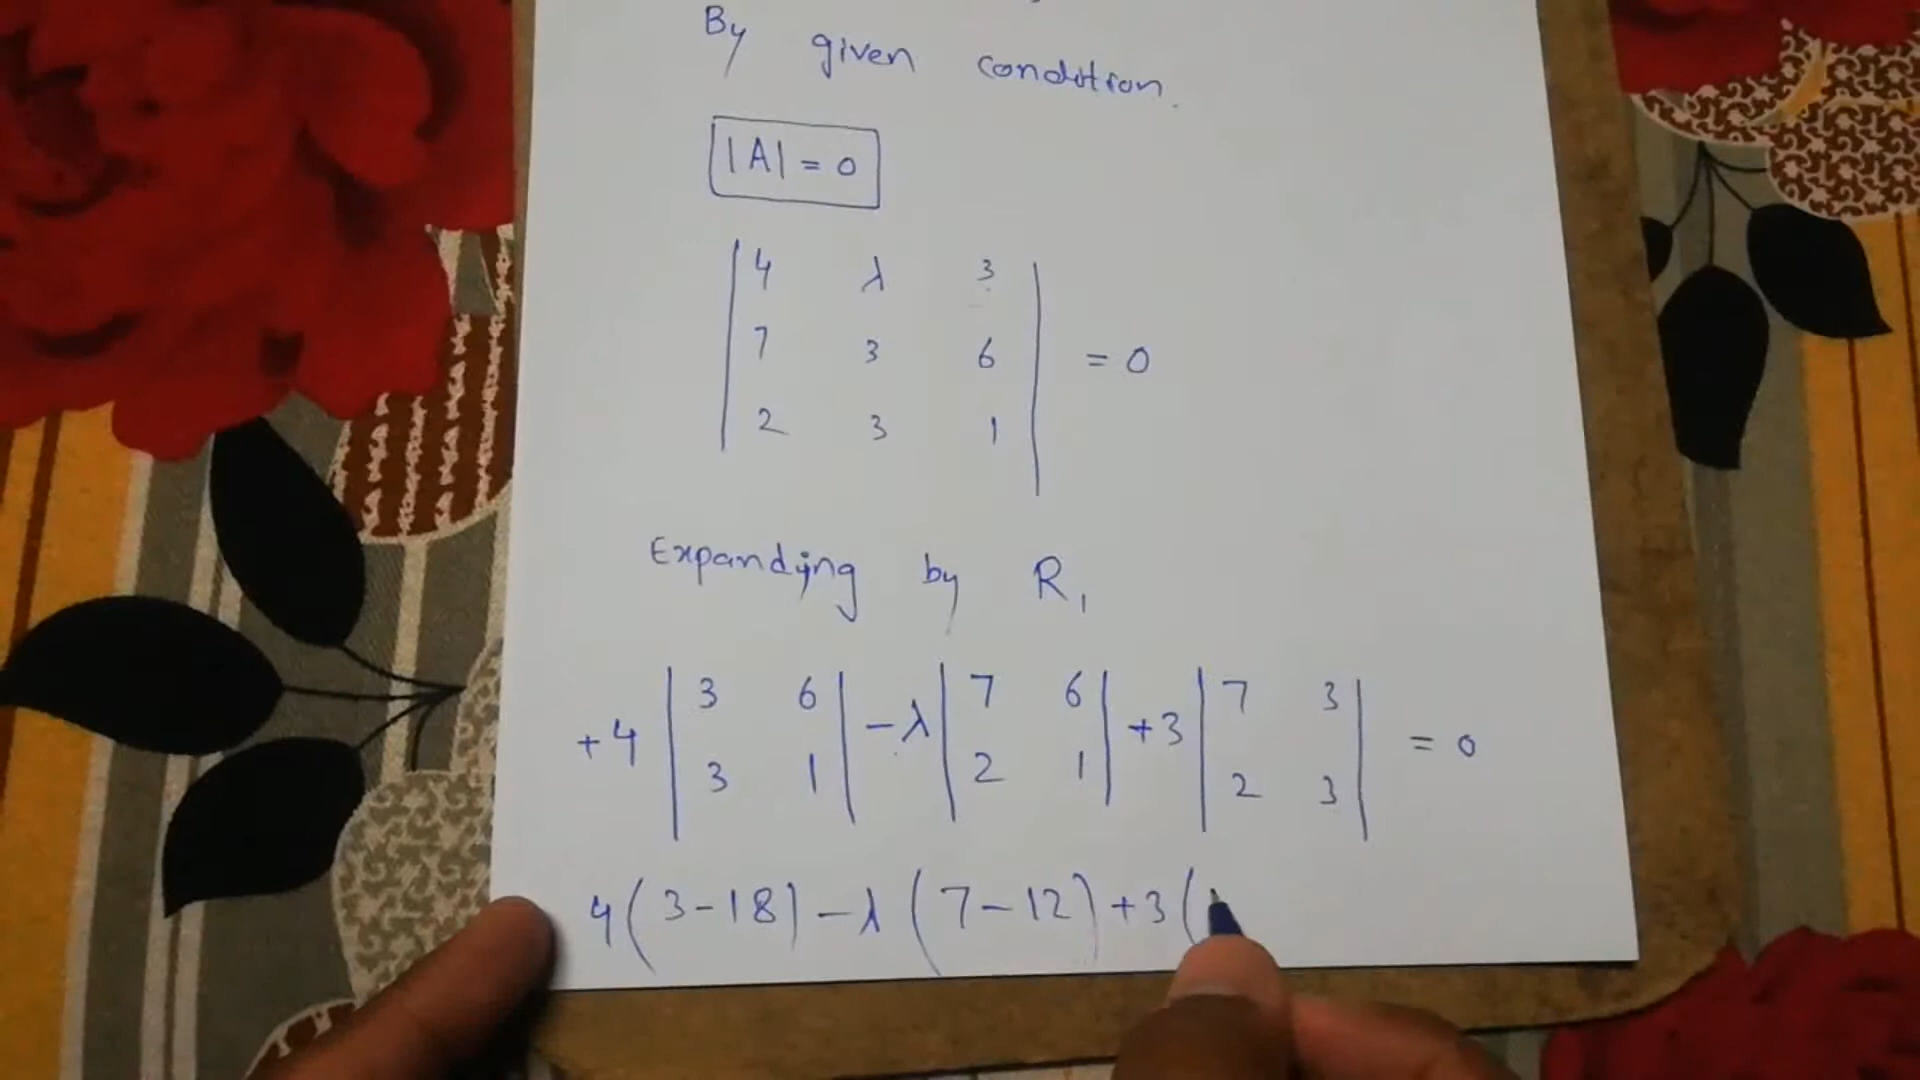 By given condition.
|A| = 0
| 4 λ 3 |
| 7 3 6 | = 0
| 2 3 1 |
Expanding by R₁
+4 | 3 6 | -λ | 7 6 | +3 | 7 3 | = 0
| 3 1 | | 2 1 | | 2 3 |
4(3-18)-λ(7-12)+3(